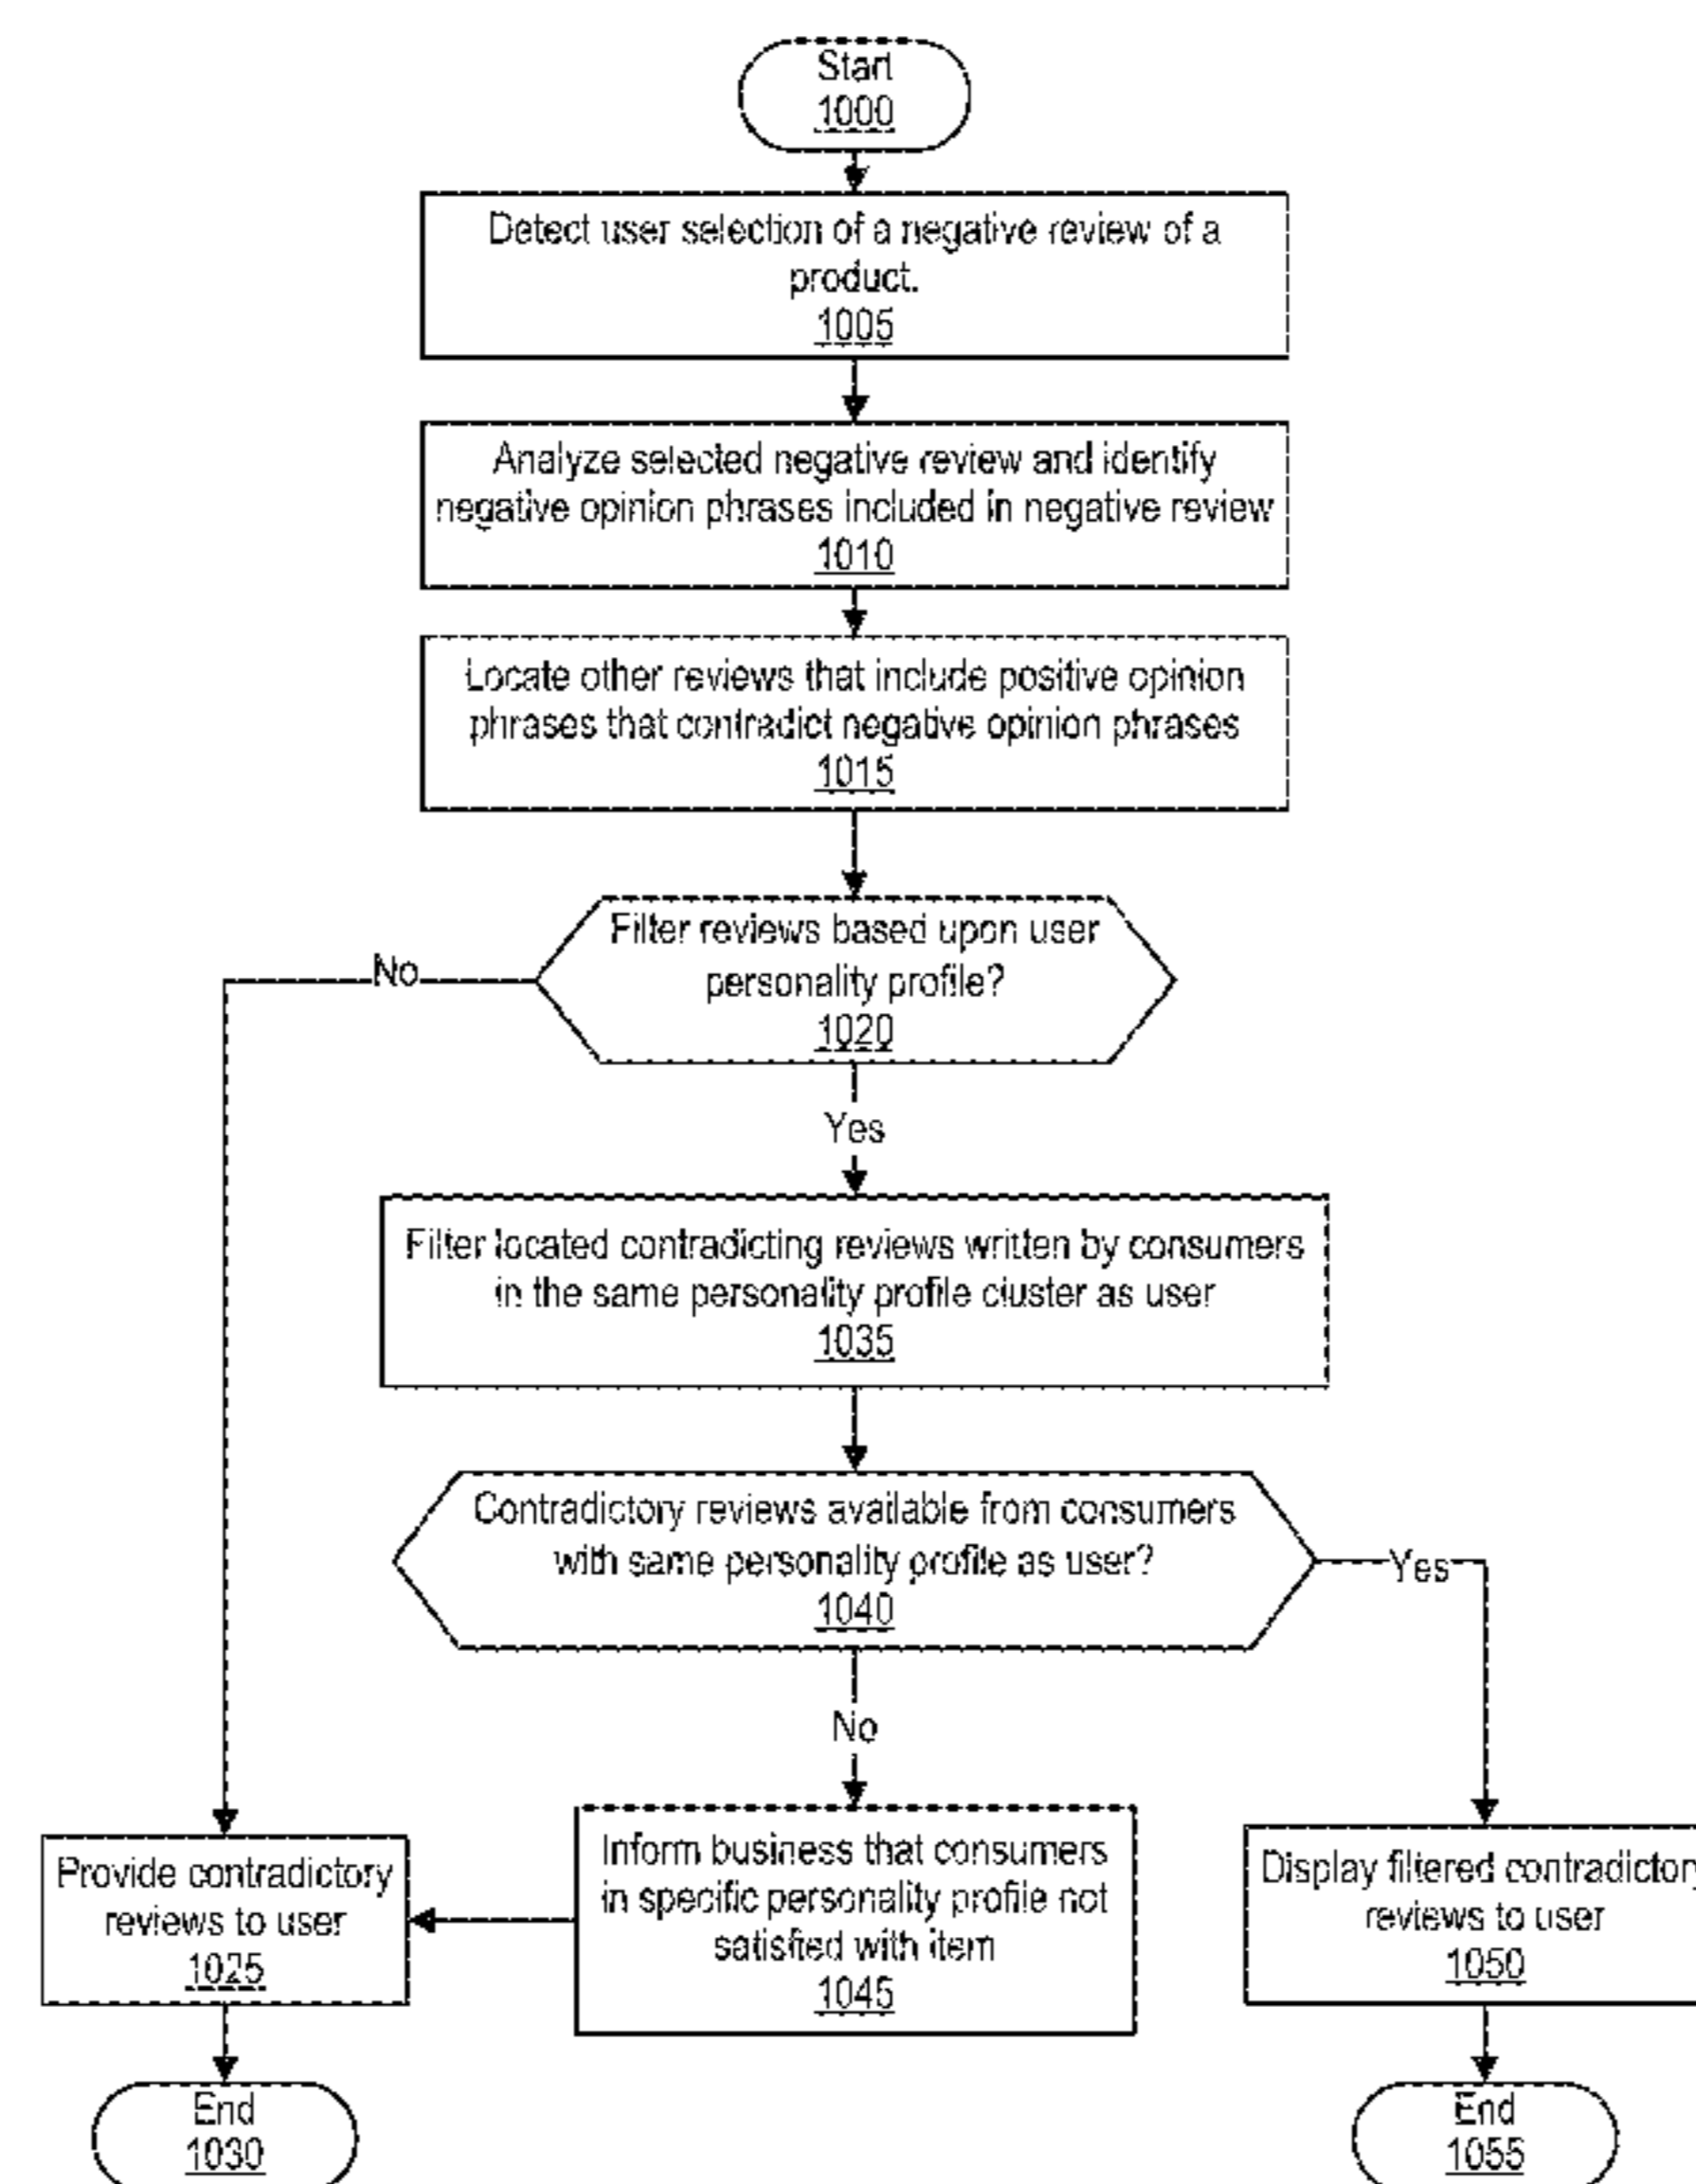 Start
1000
Detect user selection of a negative review of a
product.
1005
Analyze selected negative review and identify
negative opinion phrases included in negative review
1010
Locate other reviews that include positive opinion
phrases that contradict negative opinion phrases
1015
Filter reviews based upon user
personality profile?
1020
No
Yes
Filter located contradicting reviews written by consumers
in the same personality profile cluster as user
1035
Contradictory reviews available from consumers
with same personality profile as user?
1040
Yes
No
Provide contradictory
reviews to user
1025
Inform business that consumers
in specific personality profile not
satisfied with item
1045
Display filtered contradictory
reviews to user
1050
End
1030
End
1055